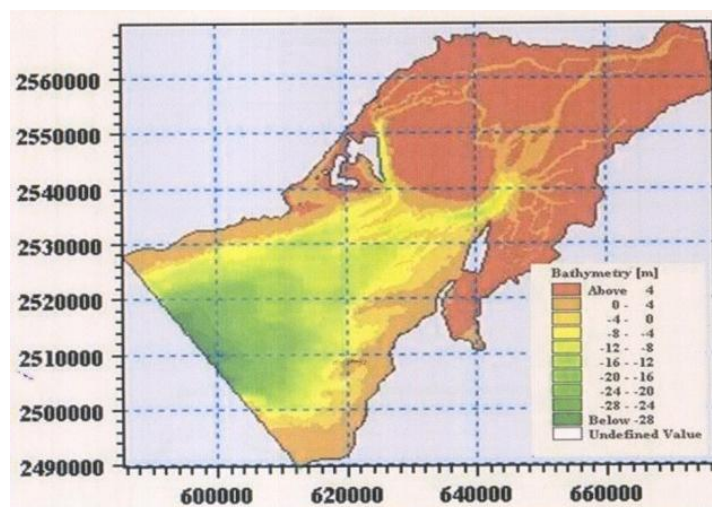 2560000
2550000
2540000
2530000
2520000
2510000
2500000
2490000
600000 620000 640000 660000
Bathymetry [m]
Above 4
0 - 4
-4 - 0
-8 - -4
-12 - -8
-16 - -12
-20 - -16
-24 - -20
-28 - -24
Below -28
Undefined Value